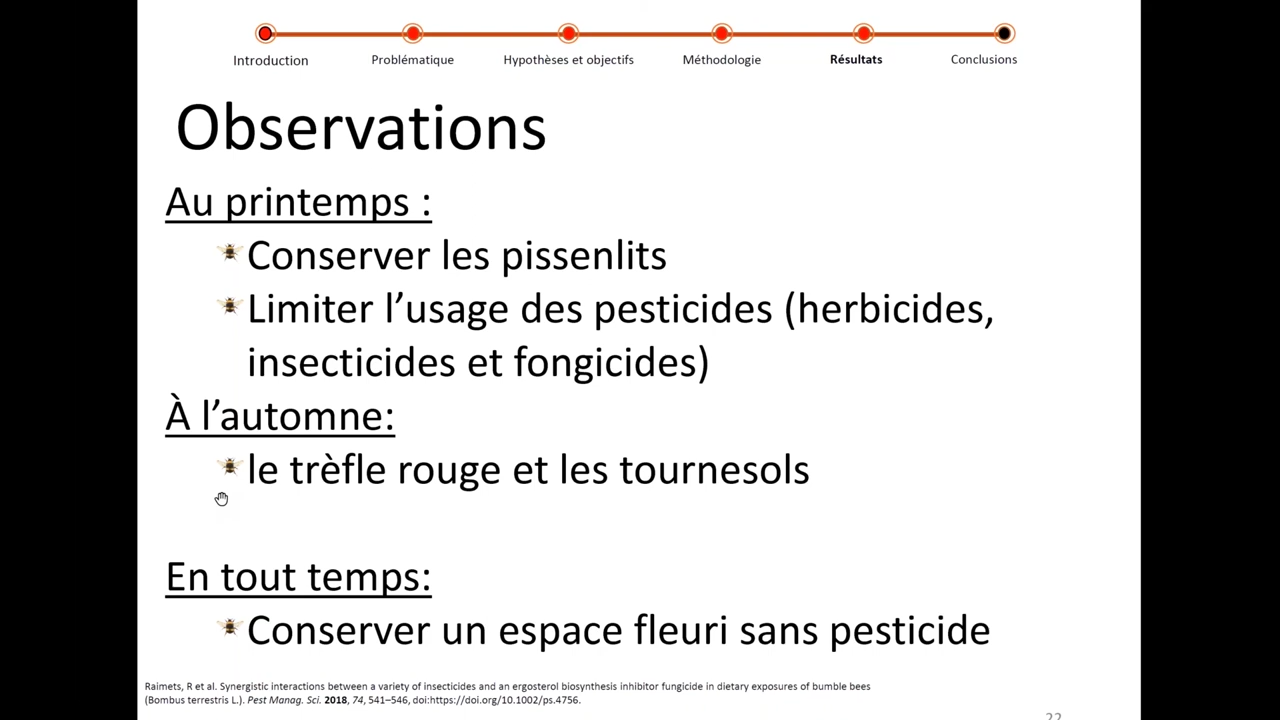 Introduction
Problématique
Hypothèses et objectifs
Méthodologie
Résultats
Conclusions
Observations
Au printemps :
Conserver les pissenlits
Limiter l’usage des pesticides (herbicides,
insecticides et fongicides)
À l’automne:
le trèfle rouge et les tournesols
En tout temps:
Conserver un espace fleuri sans pesticide
Raimets, R et al. Synergistic interactions between a variety of insecticides and an ergosterol biosynthesis inhibitor fungicide in dietary exposures of bumble bees
(Bombus terrestris L.). Pest Manag. Sci. 2018, 74, 541–546, doi:https://doi.org/10.1002/ps.4756.
22